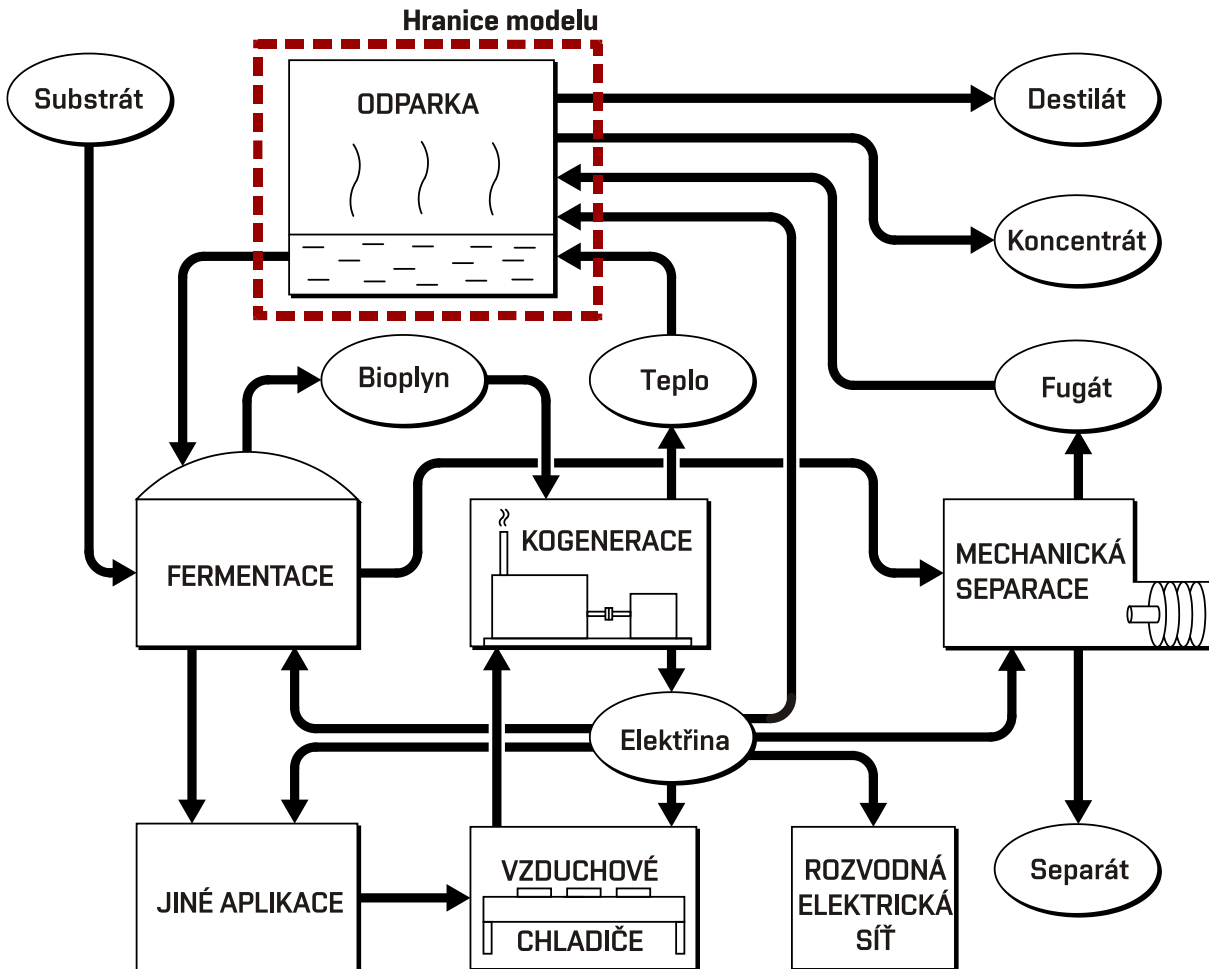 Hranice modelu
Substrát
ODPARKA
Destilát
Koncentrát
Bioplyn
Teplo
Fugát
FERMENTACE
KOGENERACE
MECHANICKÁ
SEPARACE
Elektřina
JINÉ APLIKACE
VZDUCHOVÉ
CHLADIČE
ROZVODNÁ
ELEKTRICKÁ
SÍŤ
Separát